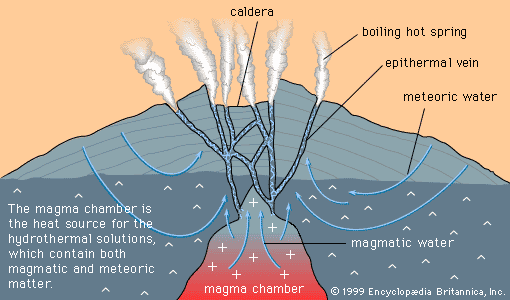 caldera
boiling hot spring
epithermal vein
meteoric water
The magma chamber is
the heat source for the
hydrothermal solutions,
which contain both
magmatic and meteoric
matter.
magmatic water
magma chamber
© 1999 Encyclopædia Britannica, Inc.